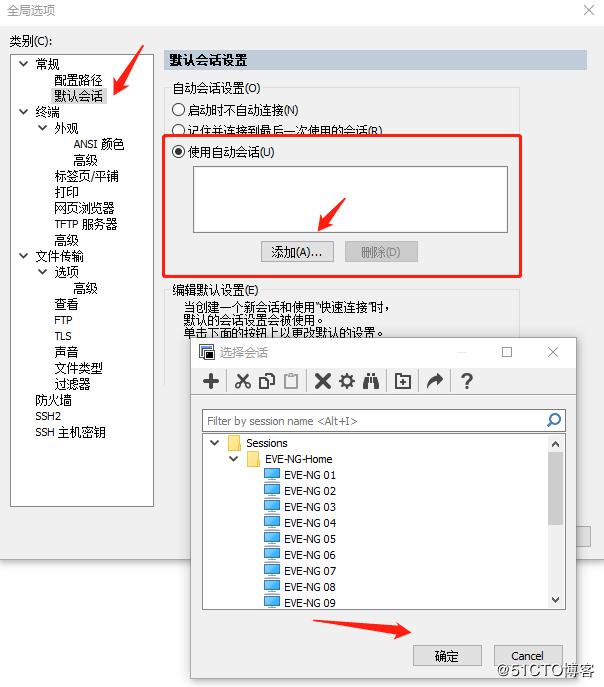 全局选项
类别(C):
常规
配置路径
默认会话
终端
外观
ANSI 颜色
高级
标签页/平铺
打印
网页浏览器
TFTP 服务器
高级
文件传输
选项
高级
查看
FTP
TLS
声音
文件类型
过滤器
防火墙
SSH2
SSH 主机密钥
默认会话设置
自动会话设置(O)
启动时不自动连接(N)
记住并连接到最后一次使用的会话(R)
使用自动会话(U)
添加(A)...
删除(D)
编辑默认设置(E)
当创建一个新会话和使用"快速连接"时，
默认的会话设置会被使用。
单击下面的按钮上以更改默认的设置。
选择会话
Filter by session name <Alt+I>
Sessions
EVE-NG-Home
EVE-NG 01
EVE-NG 02
EVE-NG 03
EVE-NG 04
EVE-NG 05
EVE-NG 06
EVE-NG 07
EVE-NG 08
EVE-NG 09
确定
Cancel
@51CTO博客